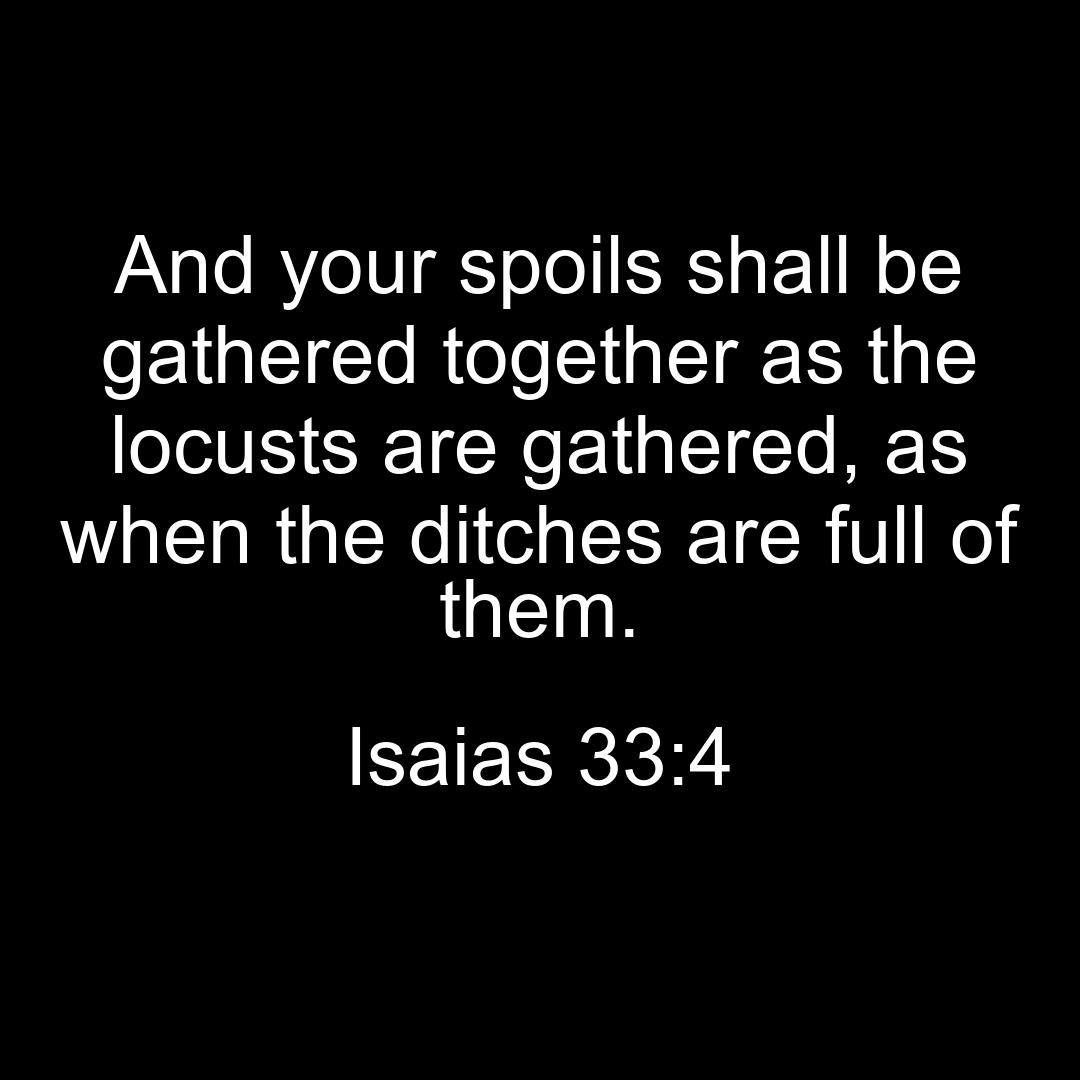 And your spoils shall be
gathered together as the
locusts are gathered, as
when the ditches are full of
them.
Isaias 33:4